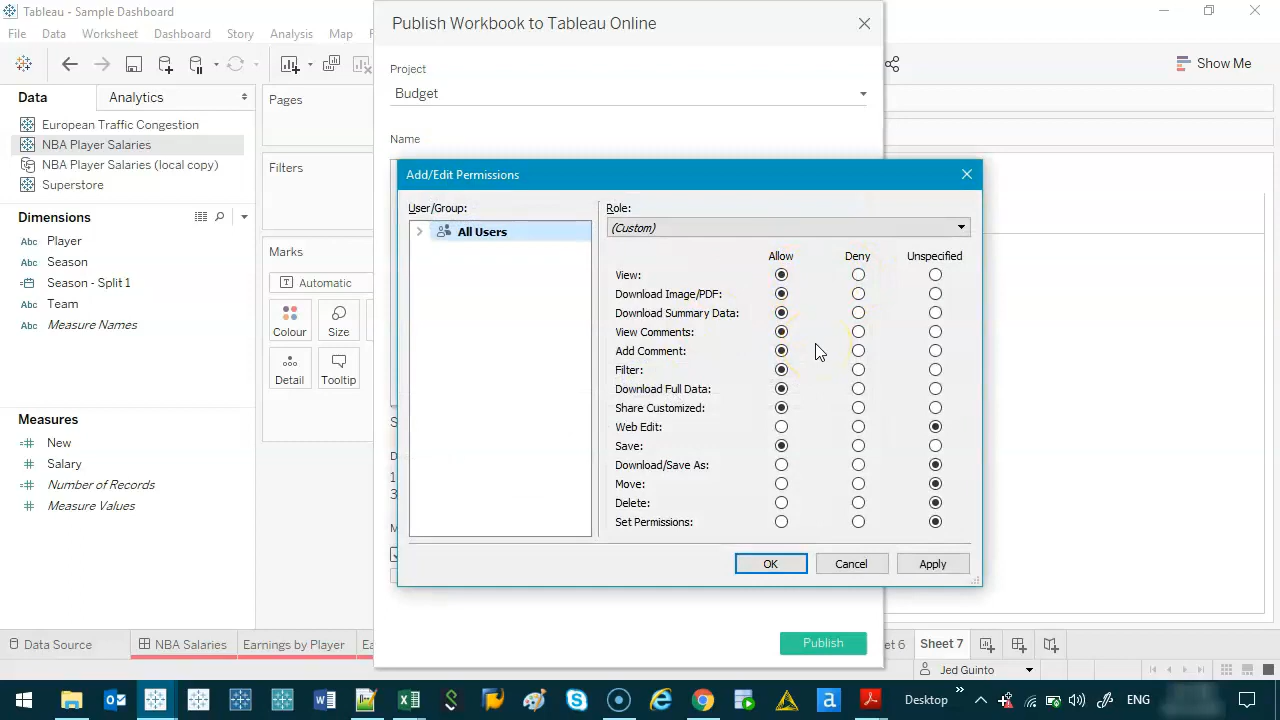 Tableau - Sample Dashboard
Publish Workbook to Tableau Online
File Data Worksheet Dashboard Story Analysis Map
Show Me
Project
Budget
Name
Data Analytics
European Traffic Congestion
NBA Player Salaries
NBA Player Salaries (local copy)
Superstore
Pages
Filters
Marks
Automatic
Colour Size
Detail Tooltip
Dimensions
Abc Player
Abc Season
Season - Split 1
Abc Team
Abc Measure Names
Measures
New
Salary
Number of Records
Measure Values
Add/Edit Permissions
User/Group:
All Users
Role:
(Custom)
Allow Deny Unspecified
View:
Download Image/PDF:
Download Summary Data:
View Comments:
Add Comment:
Filter:
Download Full Data:
Share Customized:
Web Edit:
Save:
Download/Save As:
Move:
Delete:
Set Permissions:
OK Cancel Apply
Publish
Data Source NBA Salaries Earnings by Player Ea et 6 Sheet 7
Jed Guinto
Desktop ENG